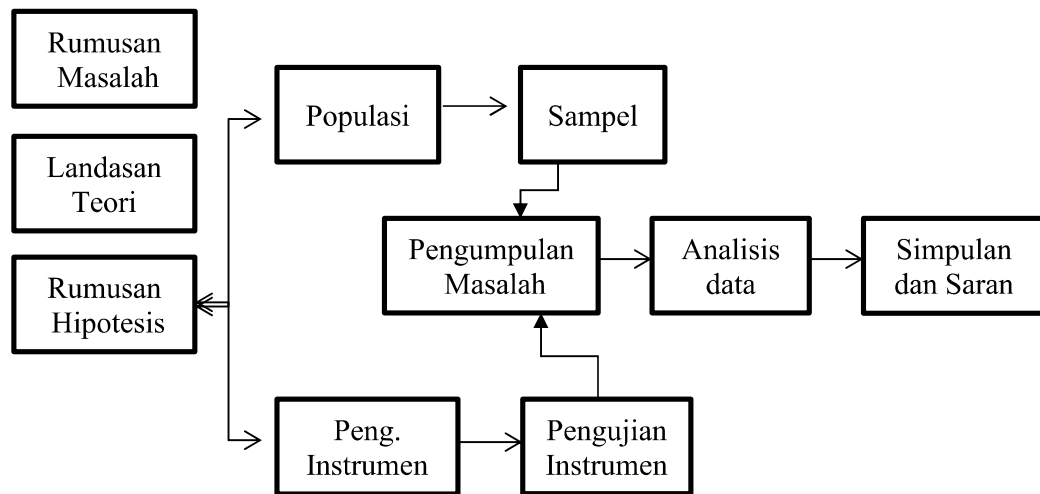 Rumusan
Masalah
Landasan
Teori
Rumusan
Hipotesis
Populasi
Sampel
Pengumpulan
Masalah
Analisis
data
Simpulan
dan Saran
Peng.
Instrumen
Pengujian
Instrumen